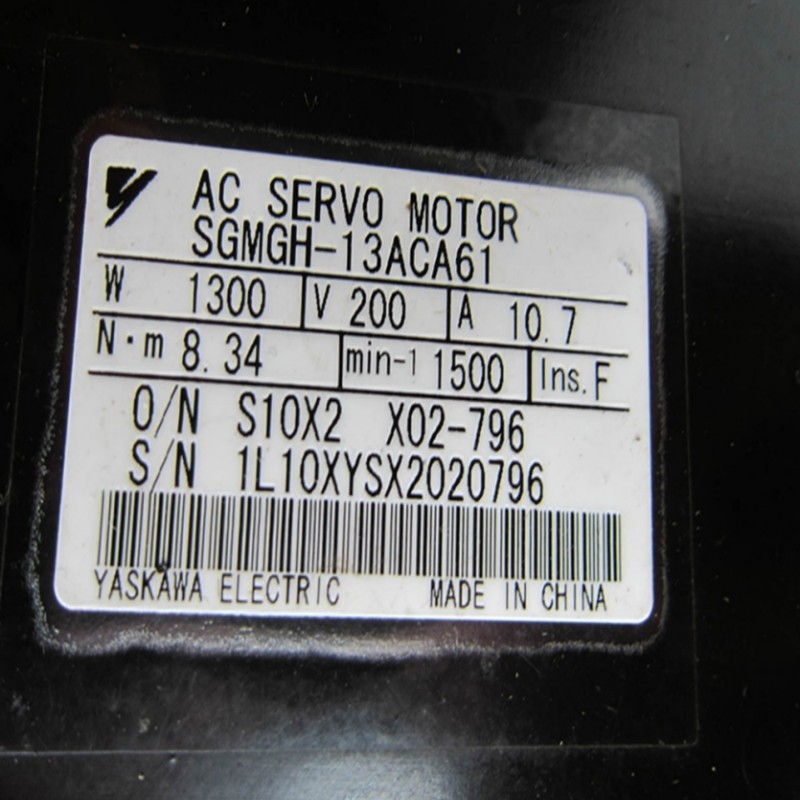 AC SERVO MOTOR
SGMGH-13ACA61
W 1300 V 200 A 10.7
N·m 8.34 min-1 1500 Ins. F
O/N S10X2 X02-796
S/N 1L10XYSX2020796
YASKAWA ELECTRIC MADE IN CHINA